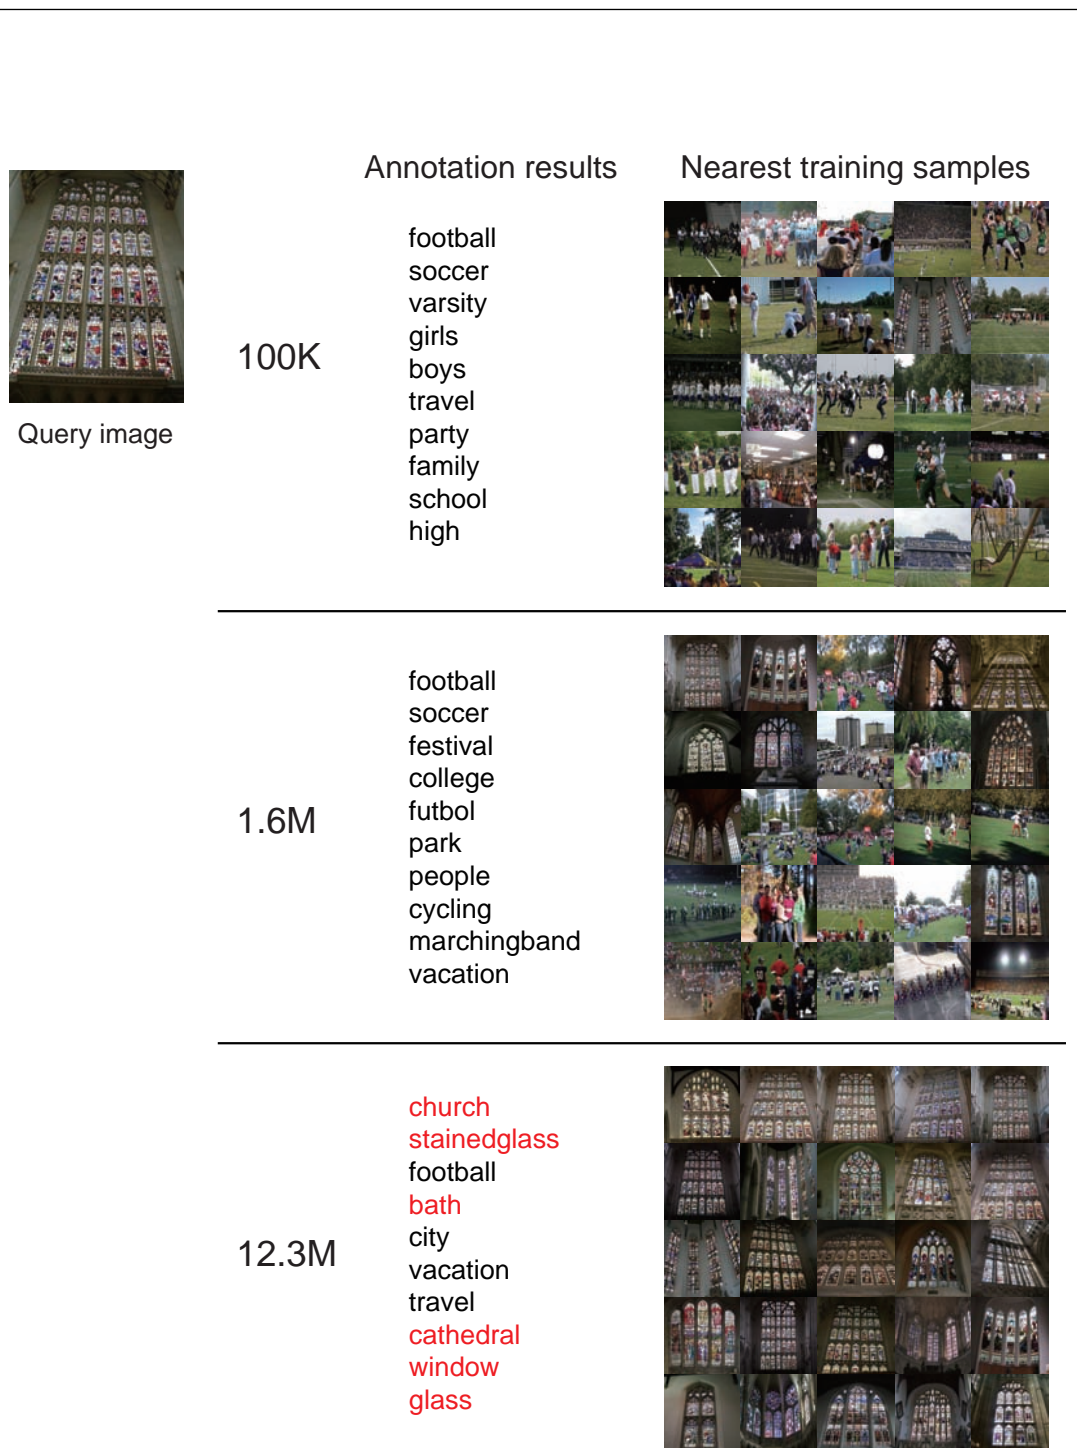 Annotation results Nearest training samples
Query image
100K
football
soccer
varsity
girls
boys
travel
party
family
school
high
1.6M
football
soccer
festival
college
futbol
park
people
cycling
marchingband
vacation
12.3M
church
stainedglass
football
bath
city
vacation
travel
cathedral
window
glass